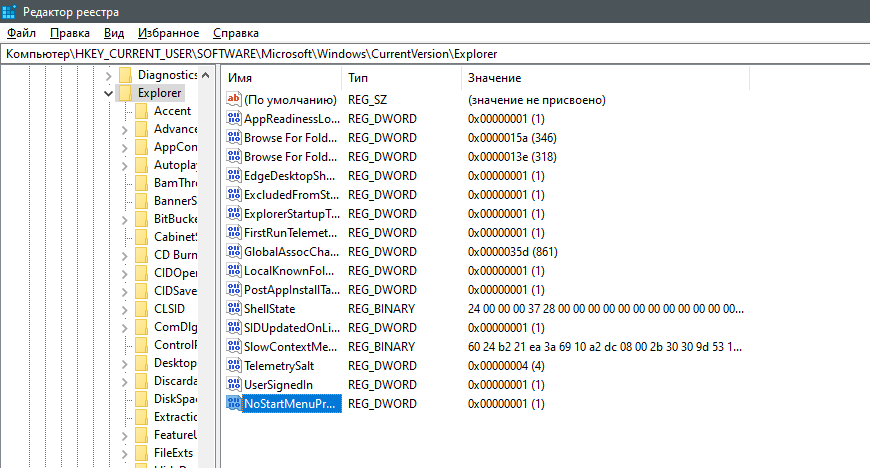 Редактор реестра
Файл Правка Вид Избранное Справка
Компьютер\HKEY_CURRENT_USER\SOFTWARE\Microsoft\Windows\CurrentVersion\Explorer
Diagnostics
Explorer
Accent
Advance
AppCon
Autoplay
BamThr
BannerS
BitBucke
Cabinet
CD Burn
CIDOper
CIDSave
CLSID
ComDlg
ControlP
Desktop
Discarda
DiskSpac
Extractio
FeatureU
FileExts
Имя Тип Значение
(По умолчанию) REG_SZ (значение не присвоено)
AppReadinessLo... REG_DWORD 0x00000001 (1)
Browse For Fold... REG_DWORD 0x0000015a (346)
Browse For Fold... REG_DWORD 0x0000013e (318)
EdgeDesktopSh... REG_DWORD 0x00000001 (1)
ExcludedFromSt... REG_DWORD 0x00000001 (1)
ExplorerStartupT... REG_DWORD 0x00000001 (1)
FirstRunTelemet... REG_DWORD 0x00000001 (1)
GlobalAssocCha... REG_DWORD 0x0000035d (861)
LocalKnownFol... REG_DWORD 0x00000001 (1)
PostAppInstallTa... REG_DWORD 0x00000001 (1)
ShellState REG_BINARY 24 00 00 00 37 28 00 00 00 00 00 00 00 00 00 00 00 00...
SIDUpdatedOnLi... REG_DWORD 0x00000001 (1)
SlowContextMe... REG_BINARY 60 24 b2 21 ea 3a 69 10 a2 dc 08 00 2b 30 30 9d 53 1...
TelemetrySalt REG_DWORD 0x00000004 (4)
UserSignedIn REG_DWORD 0x00000001 (1)
NoStartMenuPr... REG_DWORD 0x00000001 (1)